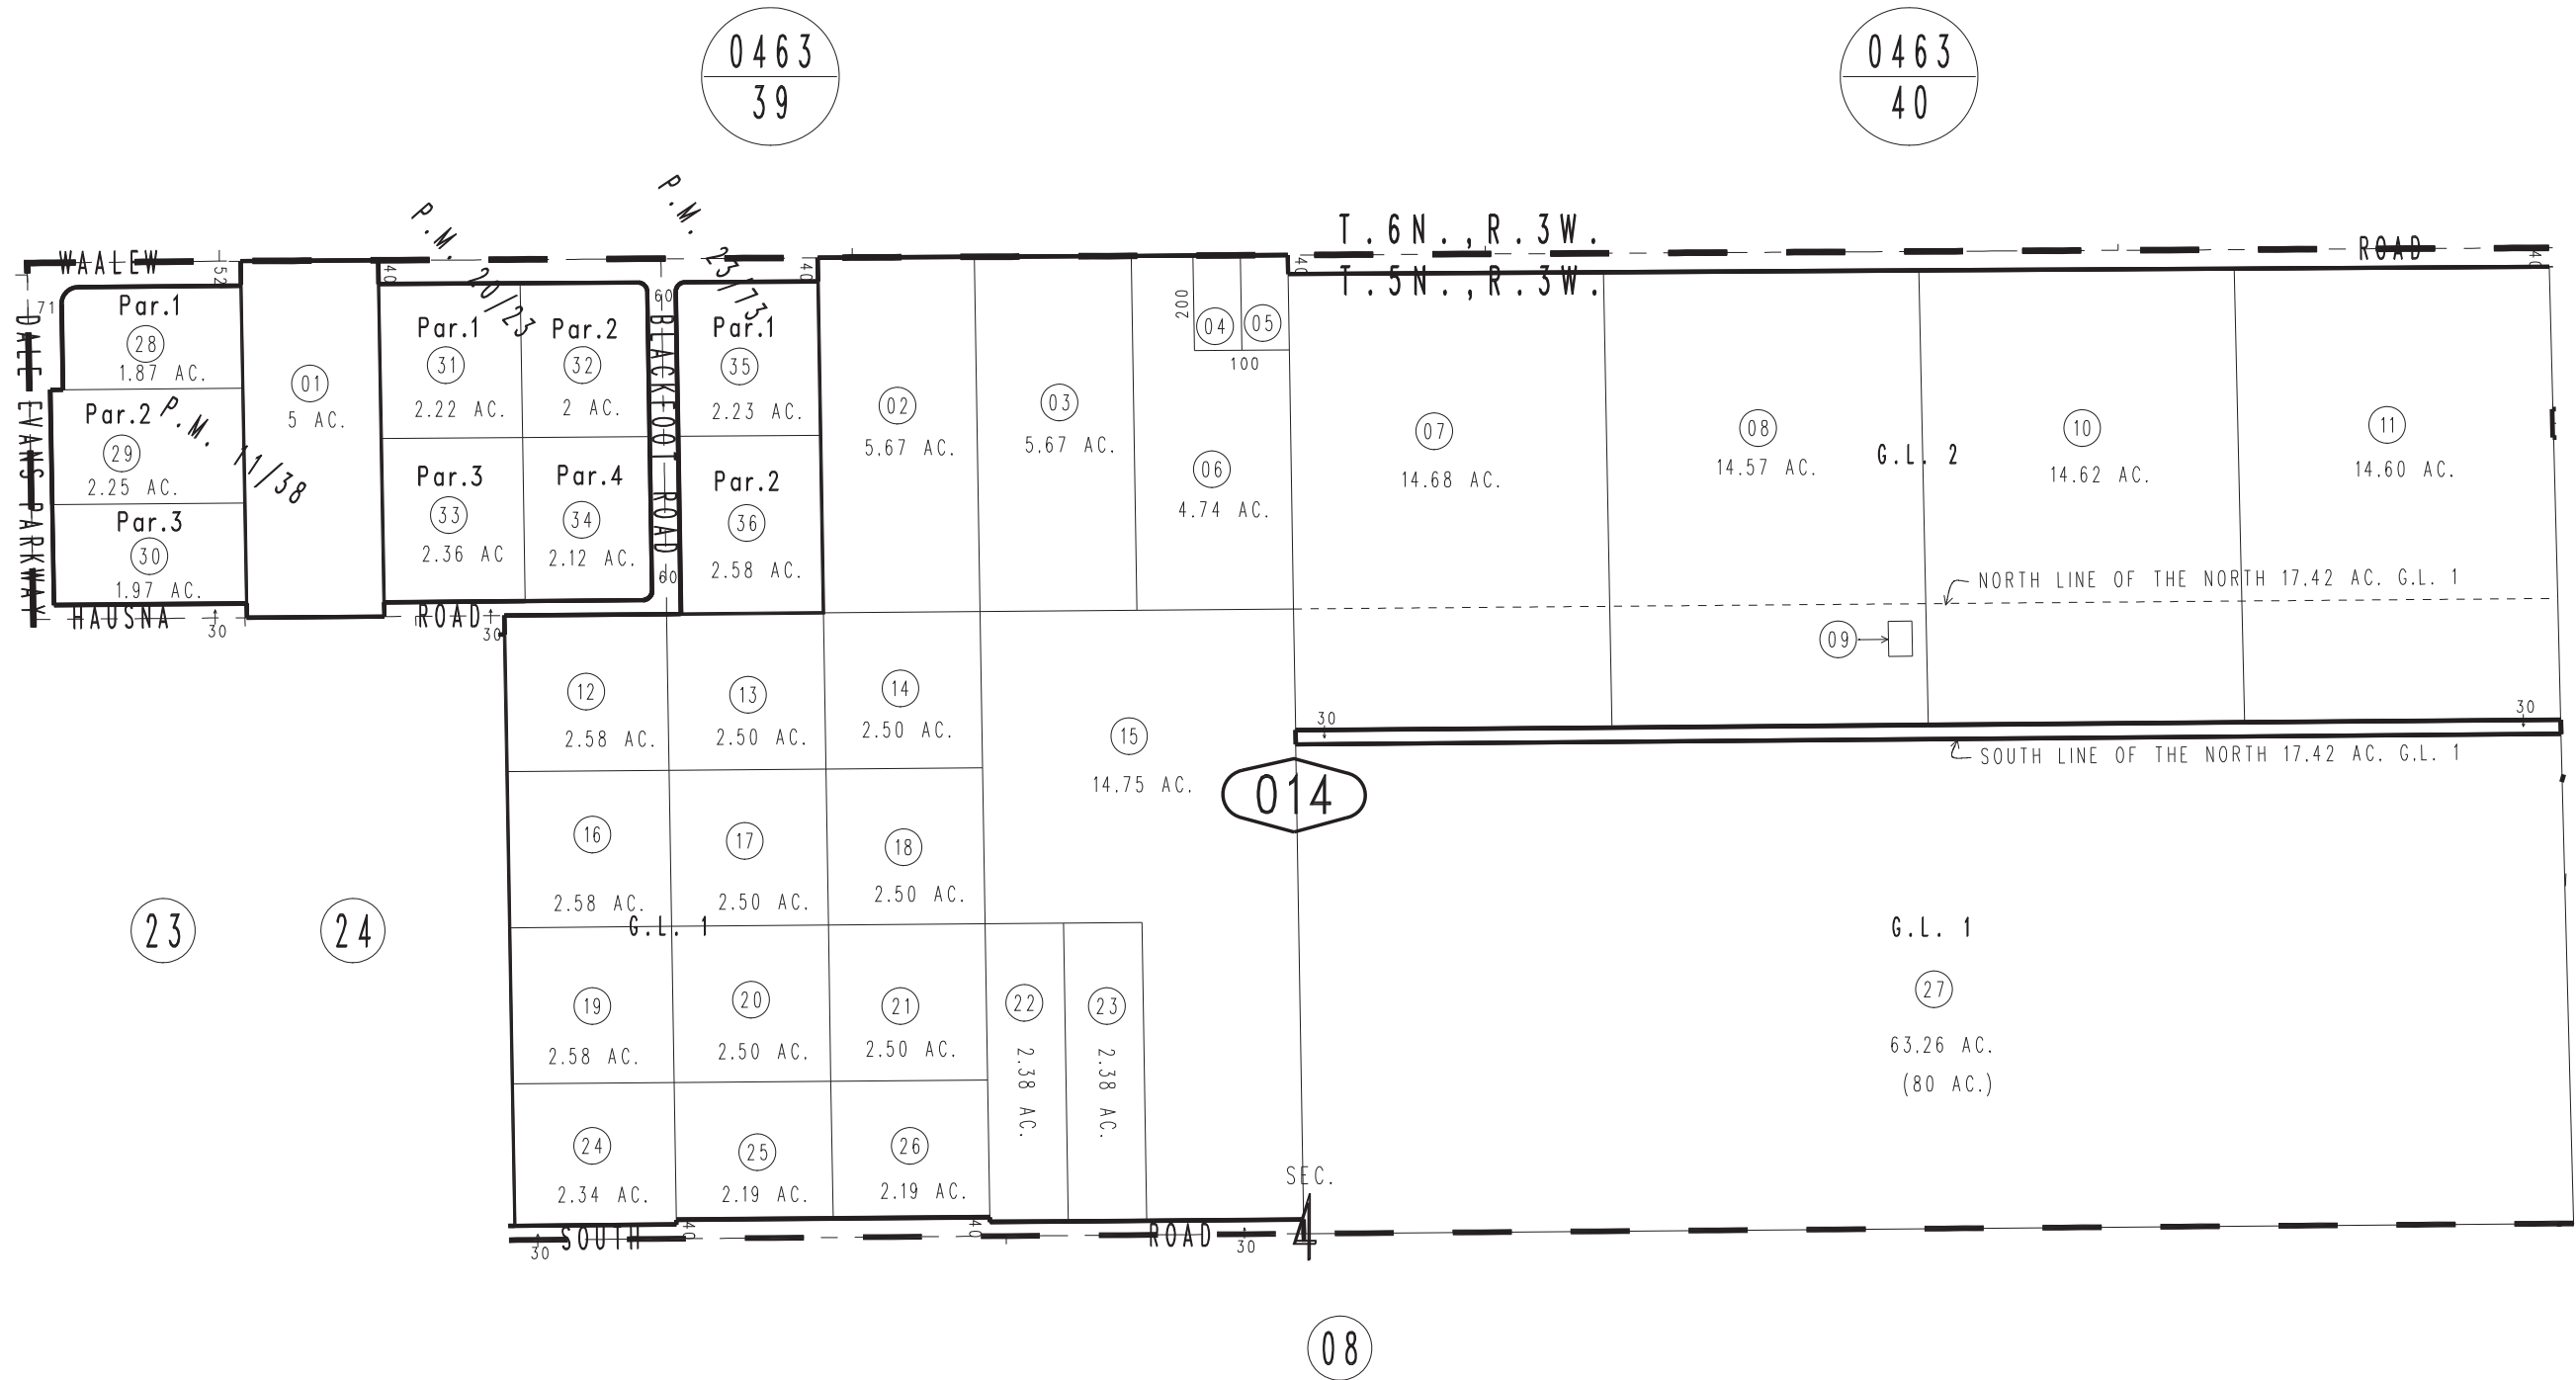 0463
39
0463
40
T.6N.,R.3W.
T.5N.,R.3W.
WAALEW
ROAD
52
40
40
40
40
71
60
P.M. 20/23
P.M. 23/73
P.M. 11/38
DALE EVANS PARKWAY
BLACKFOOT ROAD
Par.1
28
1.87 AC.
Par.2
29
2.25 AC.
Par.3
30
1.97 AC.
01
5 AC.
Par.1
31
2.22 AC.
Par.2
32
2 AC.
Par.3
33
2.36 AC
Par.4
34
2.12 AC.
Par.1
35
2.23 AC.
Par.2
36
2.58 AC.
60
02
5.67 AC.
03
5.67 AC.
200
04
05
100
06
4.74 AC.
07
14.68 AC.
08
14.57 AC.
G.L. 2
10
14.62 AC.
11
14.60 AC.
NORTH LINE OF THE NORTH 17.42 AC. G.L. 1
09
HAUSNA
ROAD
30
30
12
2.58 AC.
13
2.50 AC.
14
2.50 AC.
15
14.75 AC.
30
30
SOUTH LINE OF THE NORTH 17.42 AC. G.L. 1
014
16
2.58 AC.
17
2.50 AC.
18
2.50 AC.
G.L. 1
23
24
19
2.58 AC.
20
2.50 AC.
21
2.50 AC.
22
2.38 AC.
23
2.38 AC.
G.L. 1
27
63.26 AC.
(80 AC.)
24
2.34 AC.
25
2.19 AC.
26
2.19 AC.
SEC.
4
SOUTH
ROAD
30
40
40
30
08